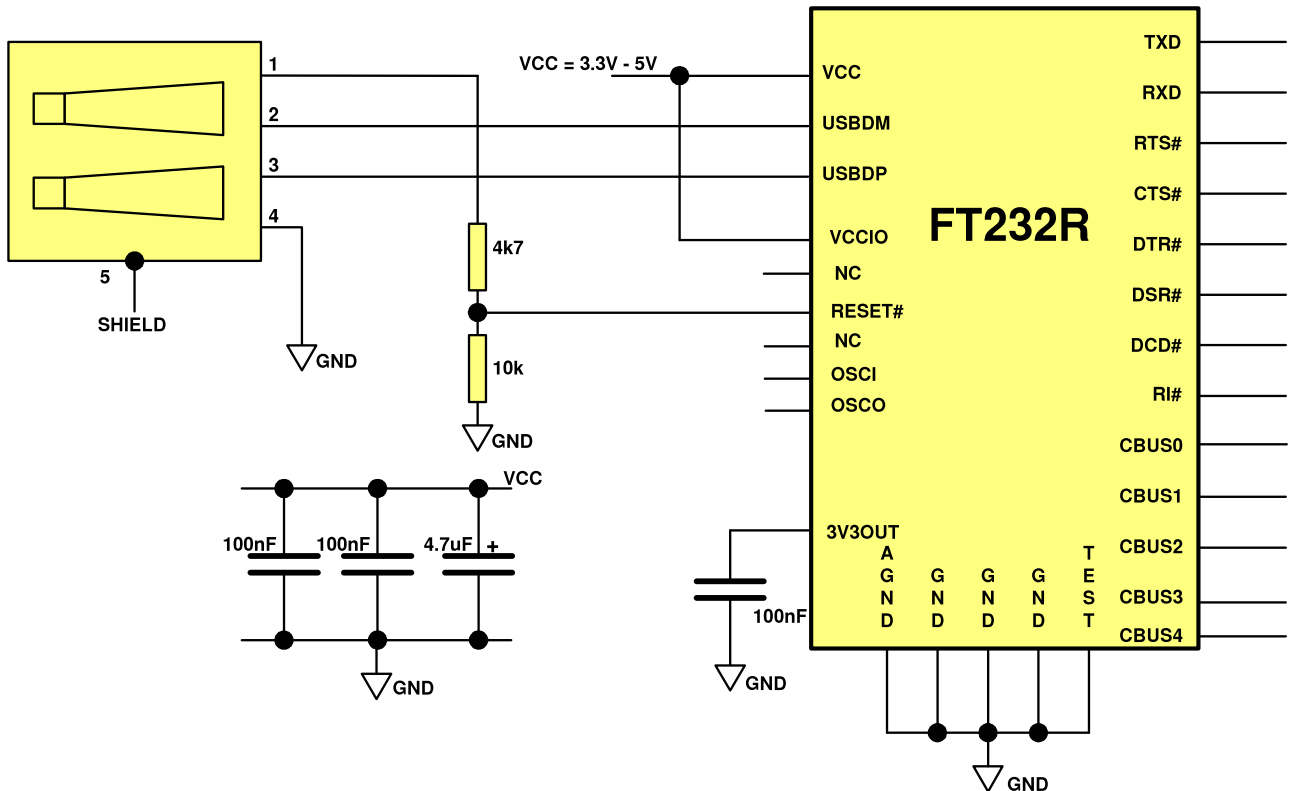 1
2
3
4
5
SHIELD
GND
VCC = 3.3V - 5V
4k7
10k
GND
VCC
100nF
100nF
4.7uF +
GND
100nF
GND
FT232R
VCC
USBDM
USBDP
VCCIO
NC
RESET#
NC
OSCI
OSCO
3V3OUT
AGND
GND
GND
GND
TEST
GND
TXD
RXD
RTS#
CTS#
DTR#
DSR#
DCD#
RI#
CBUS0
CBUS1
CBUS2
CBUS3
CBUS4